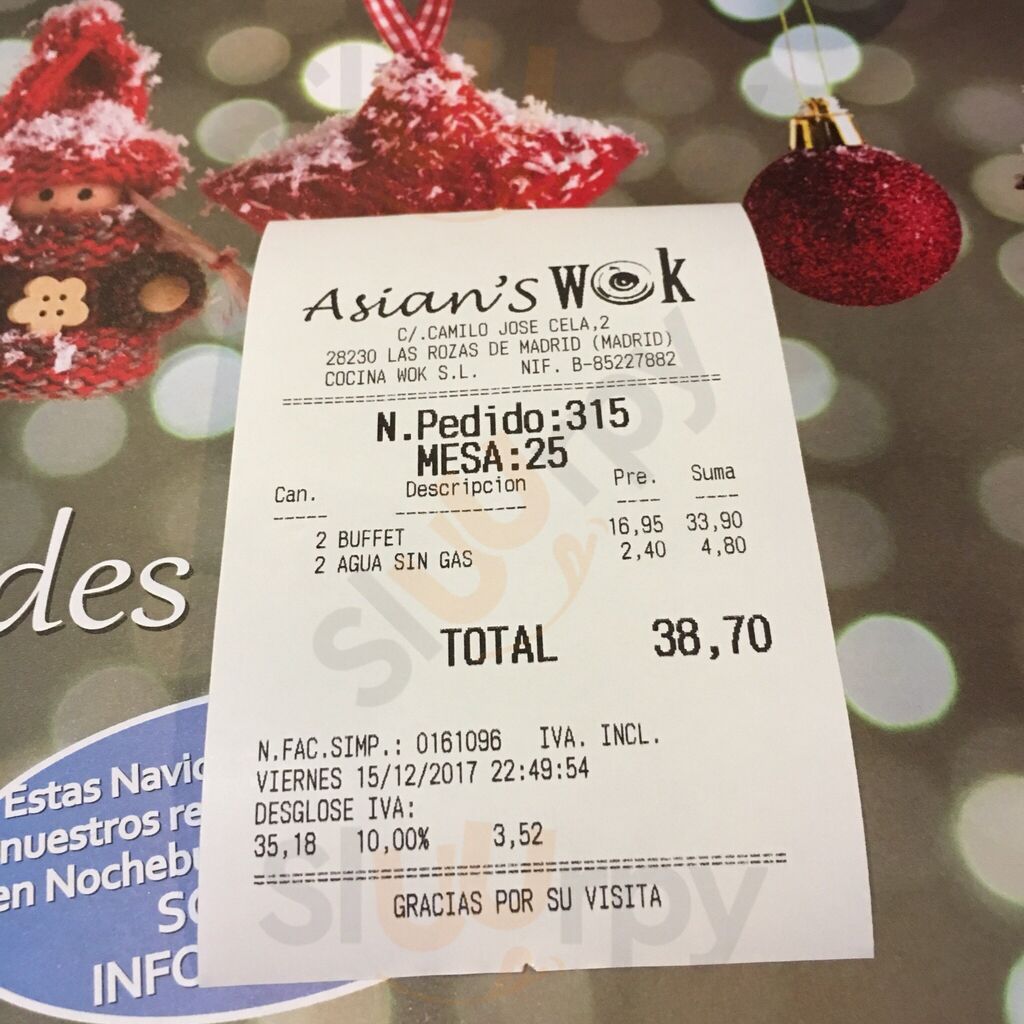 Asian's Wok
C/.CAMILO JOSE CELA,2
28230 LAS ROZAS DE MADRID (MADRID)
COCINA WOK S.L. NIF. B-85227882
N.Pedido:315
MESA:25
Can. Descripcion Pre. Suma
2 BUFFET 16,95 33,90
2 AGUA SIN GAS 2,40 4,80
TOTAL 38,70
N.FAC.SIMP.: 0161096 IVA. INCL.
VIERNES 15/12/2017 22:49:54
DESGLOSE IVA:
35,18 10,00% 3,52
GRACIAS POR SU VISITA
des
Estas Navid
nuestros re
en Nocheb
INFO
sluurpy
sluurpy